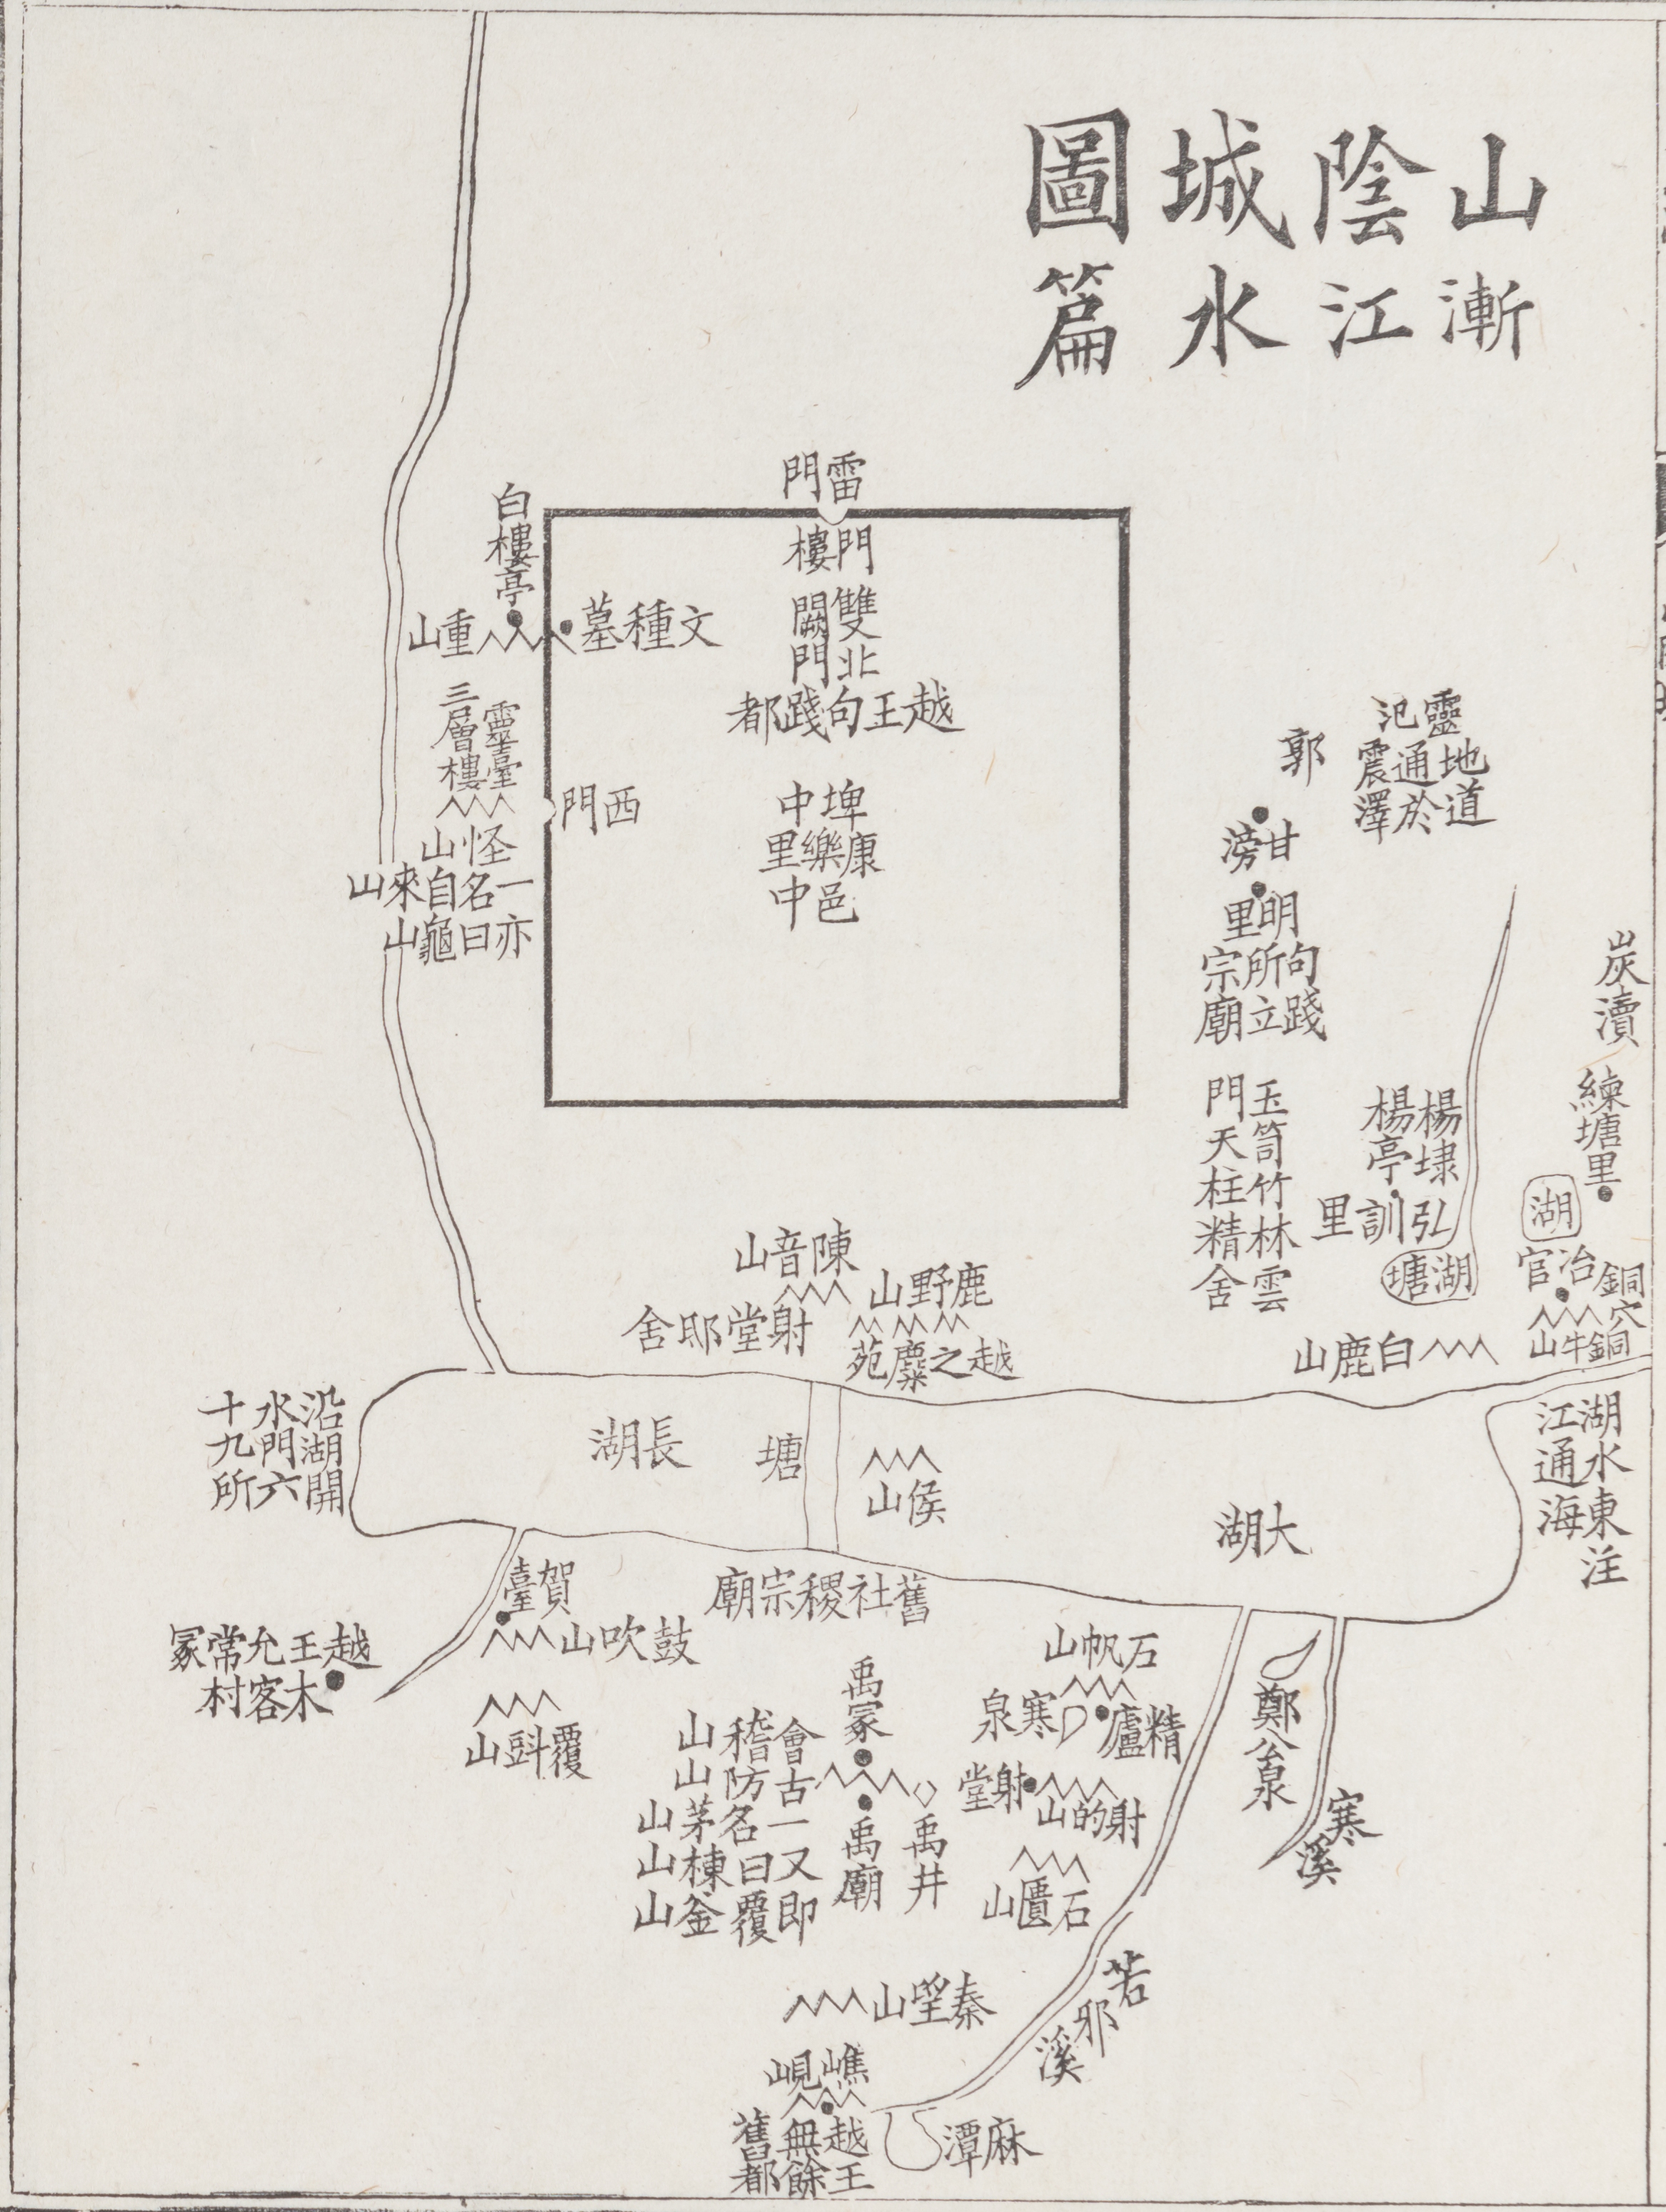 山陰城圖
漸江水篇
雷門
門樓
雙闕
北門
越王句踐都
埤中
康樂里
邑中
西門
文種墓
白樓亭
重山
靈臺
三層樓
怪山
一名自來山
亦曰龜山
靈氾
地道通於震澤
郭
甘滂
明里
句踐所立宗廟
玉笥竹林雲門天柱精舍
楊埭
楊亭
弘訓里
湖塘
炭瀆
練塘里
湖
冶官
銅穴
銅牛山
白鹿山
陳音山
射堂邸舍
鹿野山
越之麋苑
長湖
塘
侯山
大湖
湖水東注江通海
沿湖開水門六十九所
賀臺
鼓吹山
覆斟山
越王允常冢
木客村
舊社稷宗廟
禹冢
會稽山
古防山
又名茅山
一曰棟山
即覆釜山
禹廟
禹井
石帆山
精廬
寒泉
射堂
射的山
石匱山
鄭公泉
寒溪
若邪溪
秦望山
嶕峴
越王無餘舊都
麻潭